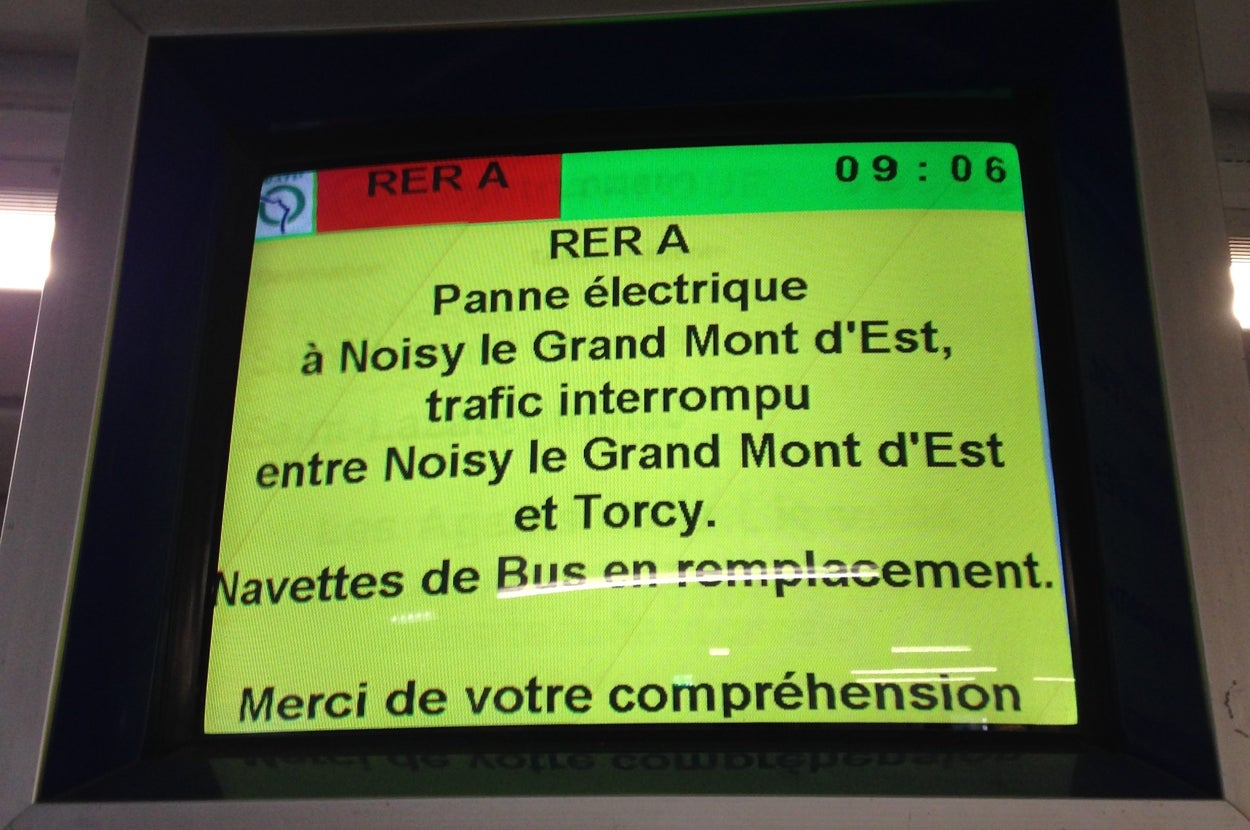 RER A
09:06
RER A
Panne électrique
à Noisy le Grand Mont d'Est,
trafic interrompu
entre Noisy le Grand Mont d'Est
et Torcy.
Navettes de Bus en romplacement.
Merci de votre compréhension